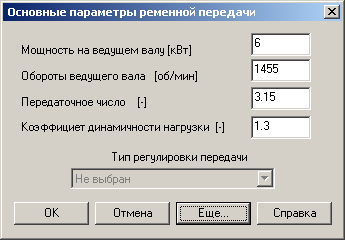 Основные параметры ременной передачи
Мощность на ведущем валу [кВт] 6
Обороты ведущего вала [об/мин] 1455
Передаточное число [-] 3.15
Коэффициет динамичности нагрузки [-] 1.3
Тип регулировки передачи
Не выбран
OK Отмена Еще... Справка